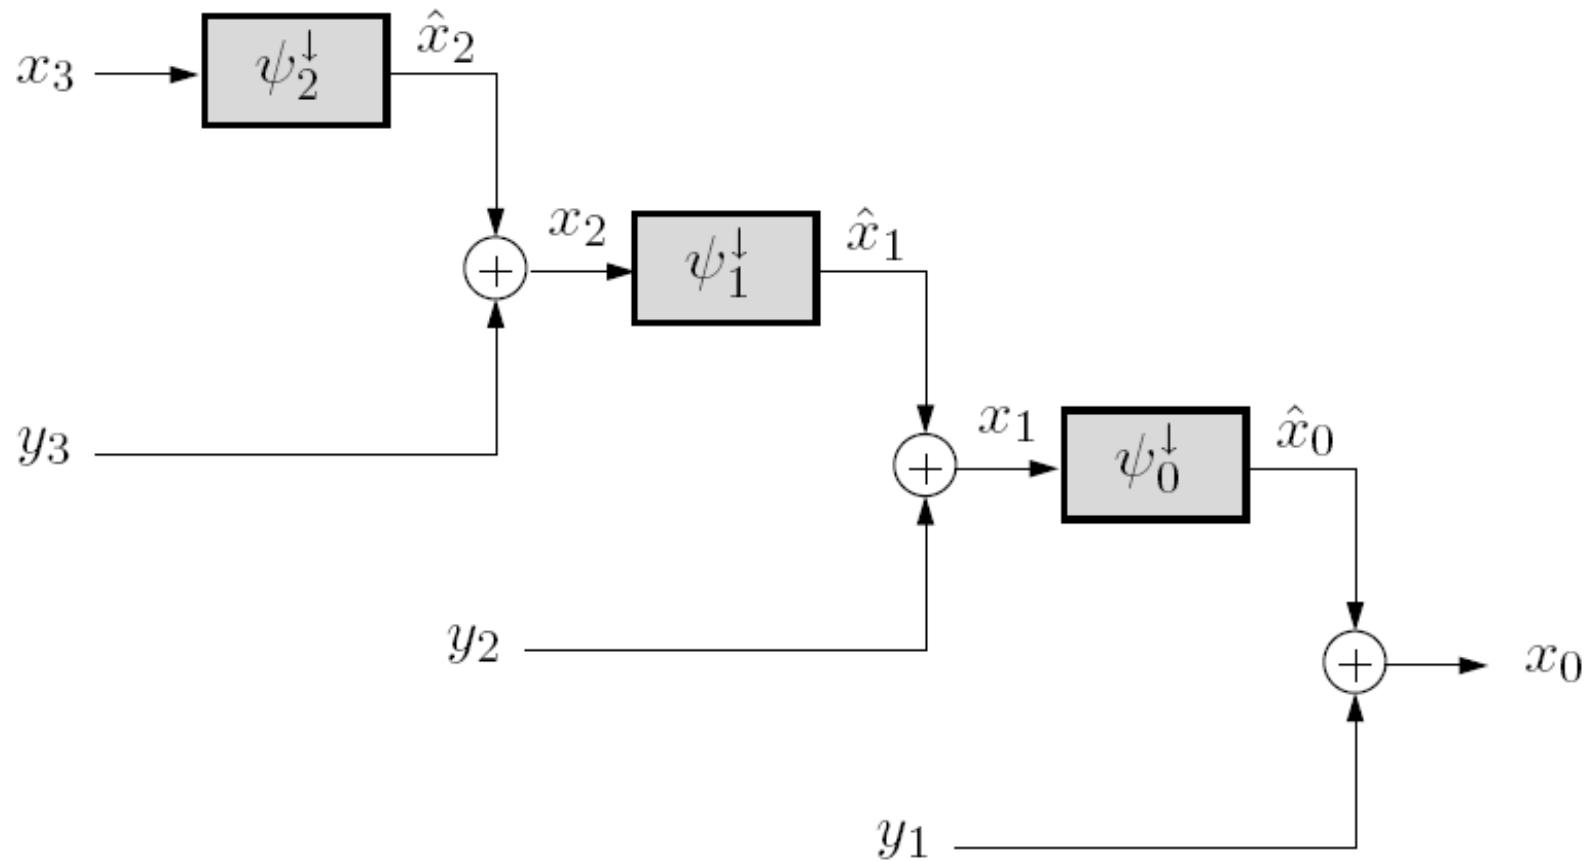 x₃ ψ₂↓ x̂₂
+ x₂ ψ₁↓ x̂₁
y₃
+ x₁ ψ₀↓ x̂₀
y₂
+ x₀
y₁